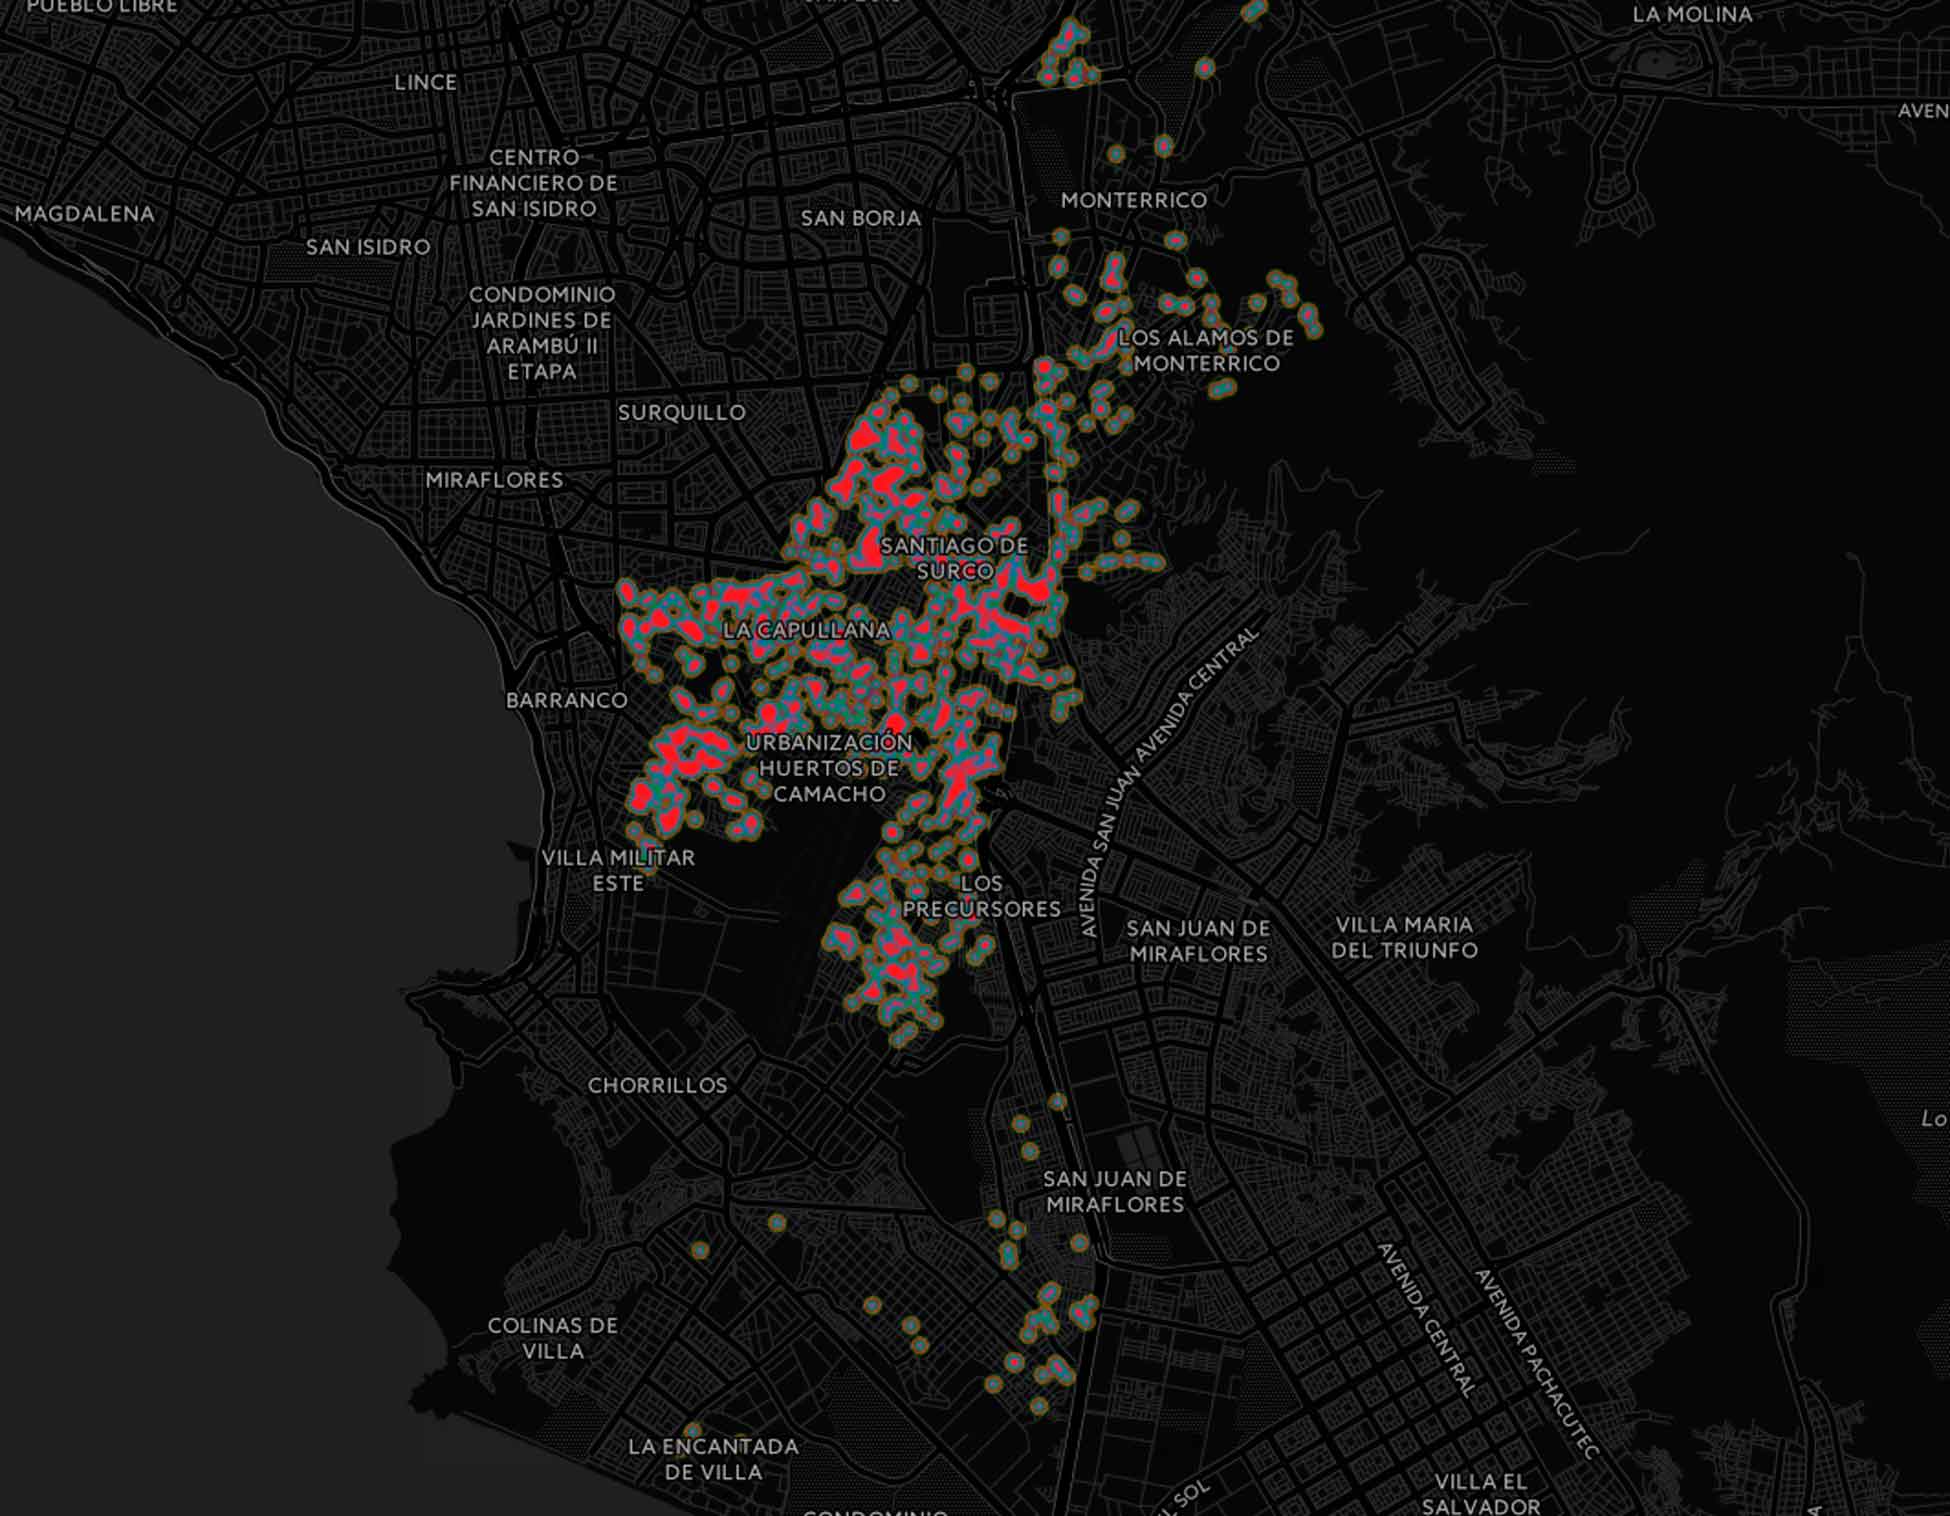 PUEBLO LIBRE
LA MOLINA
LINCE
AVEN
CENTRO
FINANCIERO DE
SAN ISIDRO
MONTERRICO
MAGDALENA
SAN BORJA
SAN ISIDRO
CONDOMINIO
JARDINES DE
ARAMBÚ II
ETAPA
LOS ALAMOS DE
MONTERRICO
SURQUILLO
MIRAFLORES
SANTIAGO DE
SURCO
LA CAPULLANA
BARRANCO
AVENIDA SAN JUAN
AVENIDA CENTRAL
URBANIZACIÓN
HUERTOS DE
CAMACHO
VILLA MILITAR
ESTE
LOS
PRECURSORES
SAN JUAN DE
MIRAFLORES
VILLA MARIA
DEL TRIUNFO
CHORRILLOS
Lo
SAN JUAN DE
MIRAFLORES
COLINAS DE
VILLA
AVENIDA CENTRAL
AVENIDA PACHACUTEC
LA ENCANTADA
DE VILLA
VILLA EL
SALVADOR
SOL
CONDOMINIO